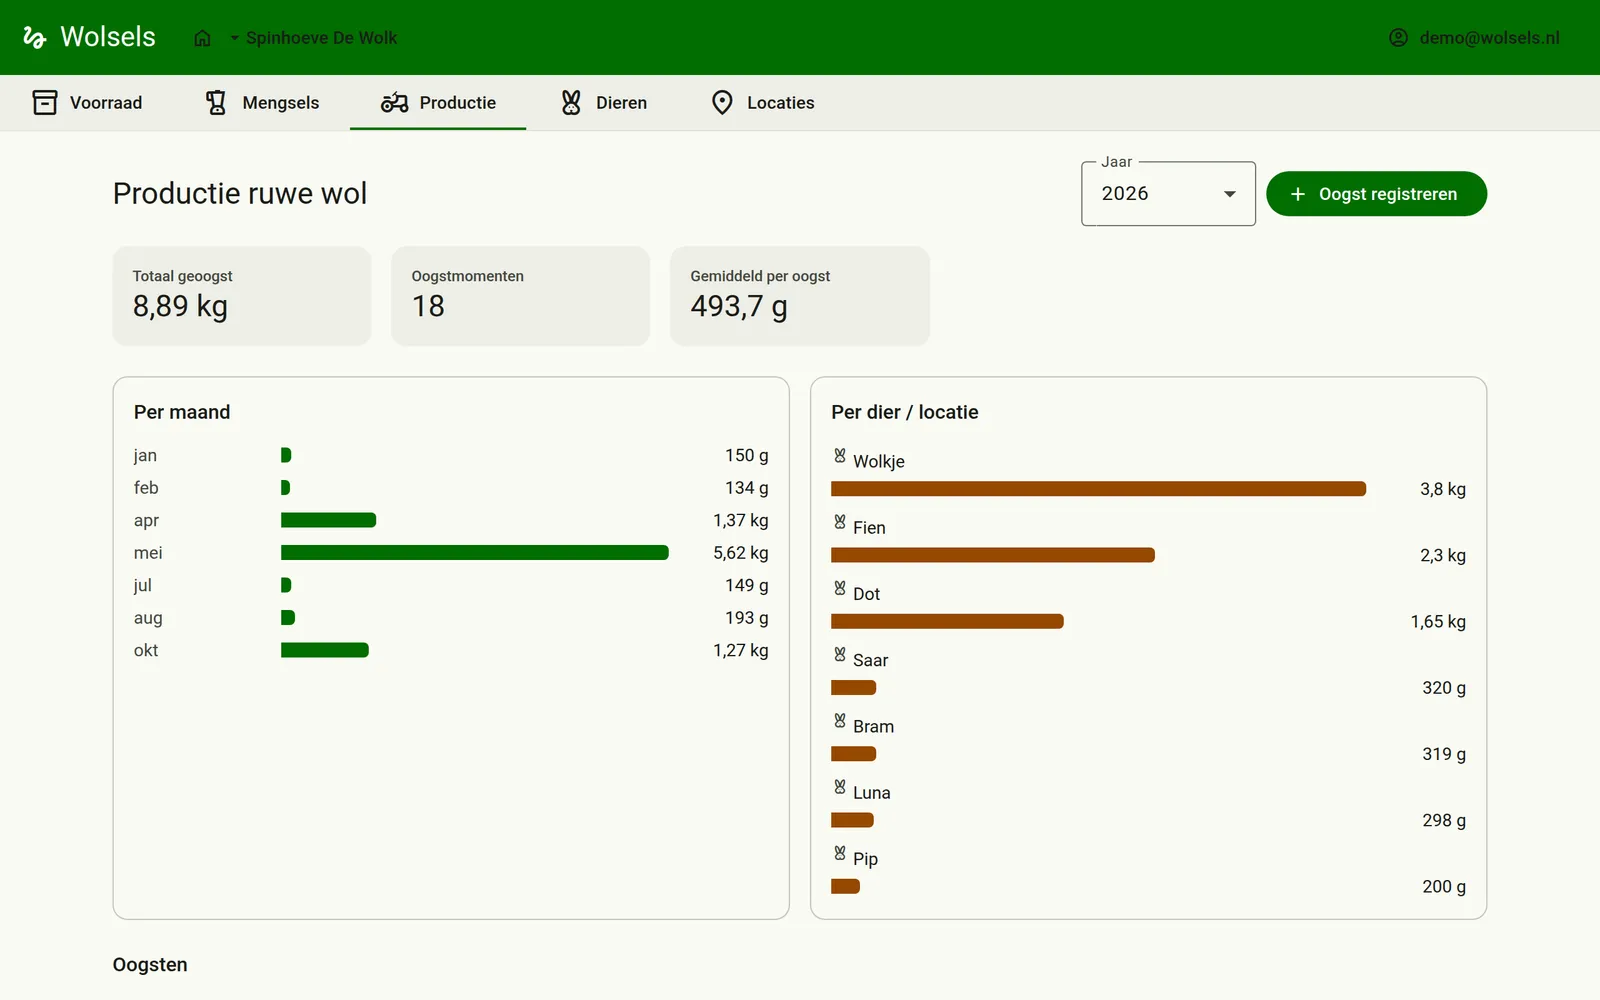 Wolsels
Spinhoeve De Wolk
demo@wolsels.nl
Voorraad
Mengsels
Productie
Dieren
Locaties
Productie ruwe wol
Jaar
2026
Oogst registreren
Totaal geoogst
8,89 kg
Oogstmomenten
18
Gemiddeld per oogst
493,7 g
Per maand
jan 150 g
feb 134 g
apr 1,37 kg
mei 5,62 kg
jul 149 g
aug 193 g
okt 1,27 kg
Per dier / locatie
Wolkje
3,8 kg
Fien
2,3 kg
Dot
1,65 kg
Saar
320 g
Bram
319 g
Luna
298 g
Pip
200 g
Oogsten